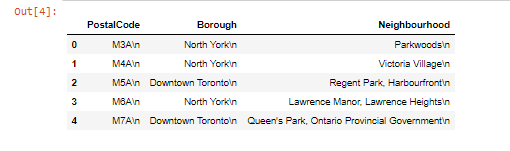 Out[4]:
PostalCode Borough Neighbourhood
0 M3A\n North York\n Parkwoods\n
1 M4A\n North York\n Victoria Village\n
2 M5A\n Downtown Toronto\n Regent Park, Harbourfront\n
3 M6A\n North York\n Lawrence Manor, Lawrence Heights\n
4 M7A\n Downtown Toronto\n Queen's Park, Ontario Provincial Government\n